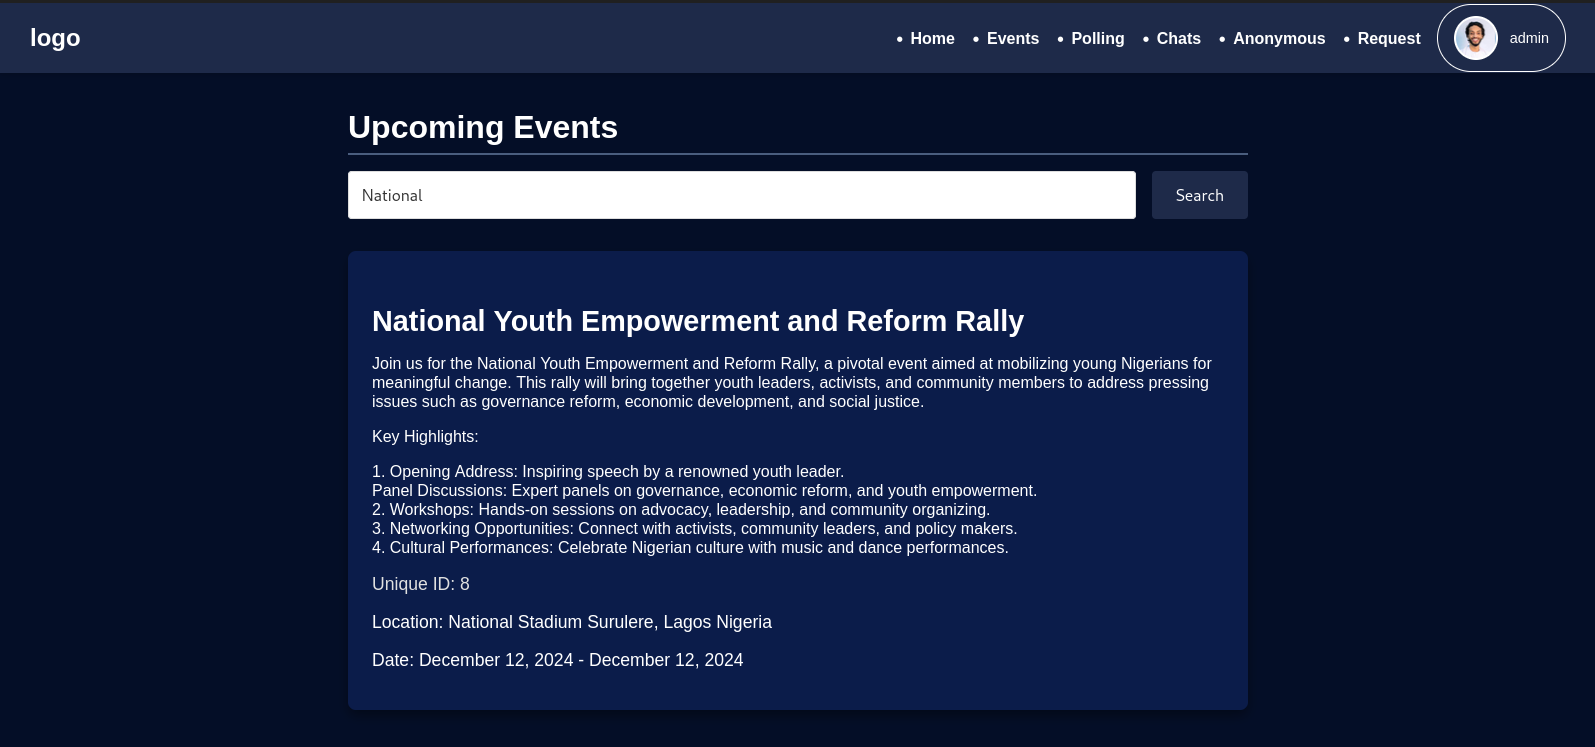 logo
• Home • Events • Polling • Chats • Anonymous • Request admin
Upcoming Events
National Search
National Youth Empowerment and Reform Rally
Join us for the National Youth Empowerment and Reform Rally, a pivotal event aimed at mobilizing young Nigerians for
meaningful change. This rally will bring together youth leaders, activists, and community members to address pressing
issues such as governance reform, economic development, and social justice.
Key Highlights:
1. Opening Address: Inspiring speech by a renowned youth leader.
Panel Discussions: Expert panels on governance, economic reform, and youth empowerment.
2. Workshops: Hands-on sessions on advocacy, leadership, and community organizing.
3. Networking Opportunities: Connect with activists, community leaders, and policy makers.
4. Cultural Performances: Celebrate Nigerian culture with music and dance performances.
Unique ID: 8
Location: National Stadium Surulere, Lagos Nigeria
Date: December 12, 2024 - December 12, 2024